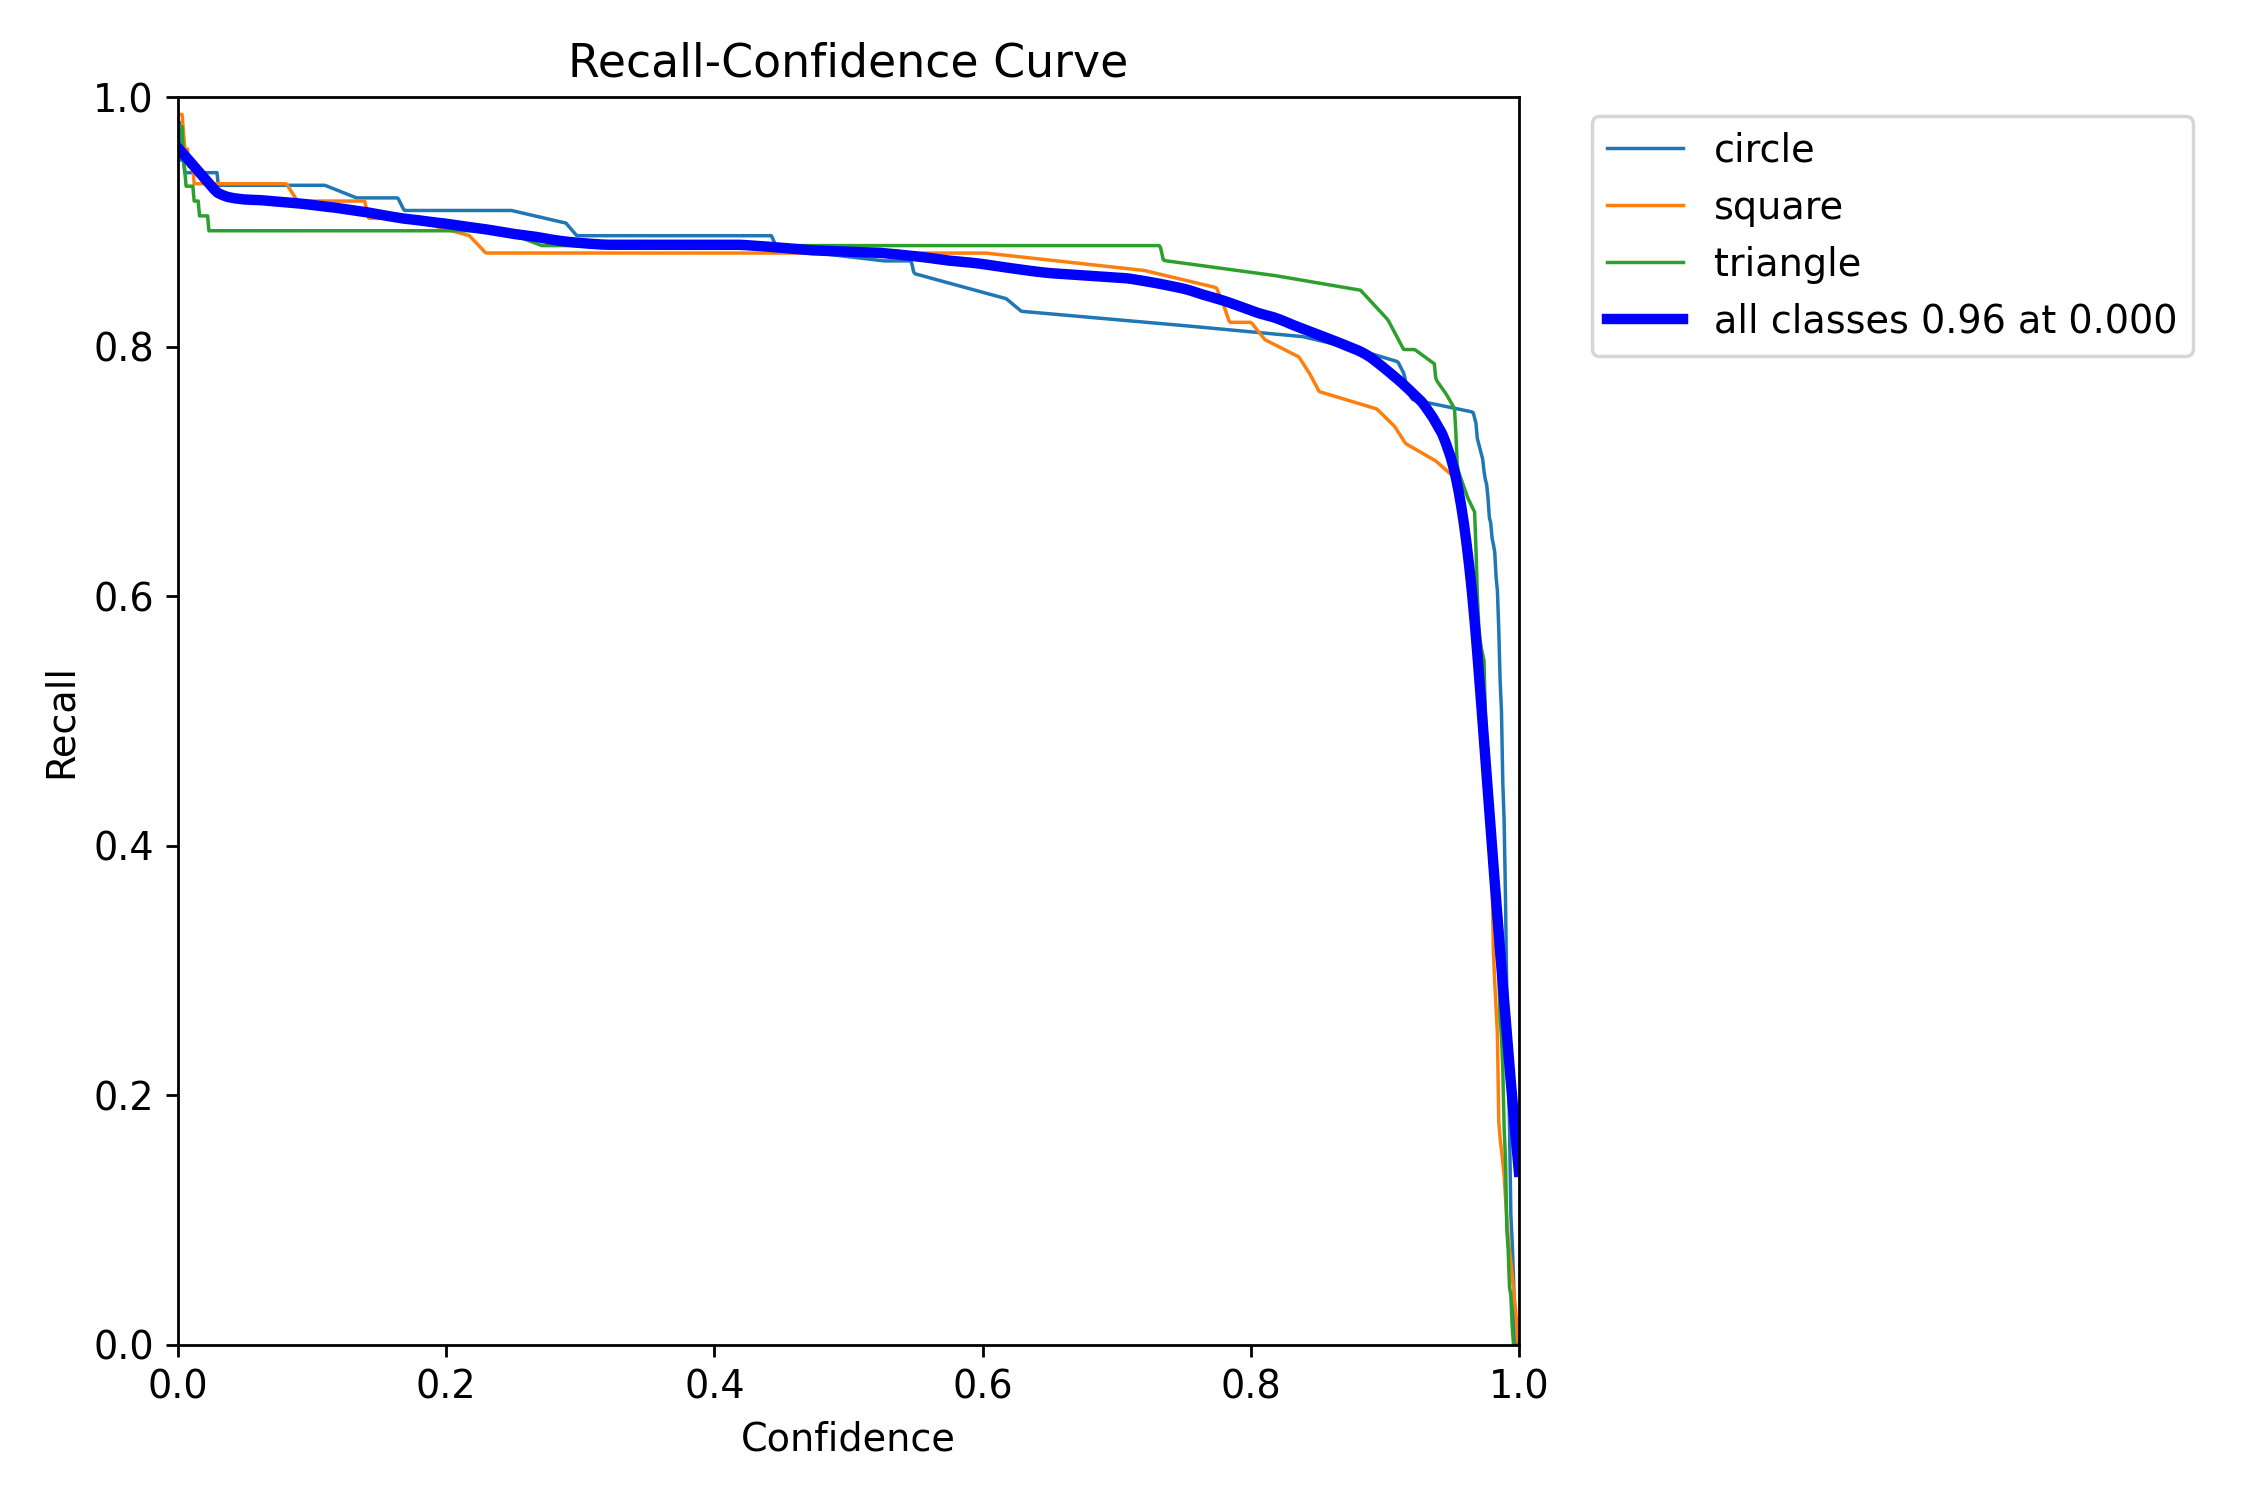 Recall-Confidence Curve
1.0
0.8
0.6
0.4
0.2
0.0
Recall
0.0 0.2 0.4 0.6 0.8 1.0
Confidence
circle
square
triangle
all classes 0.96 at 0.000